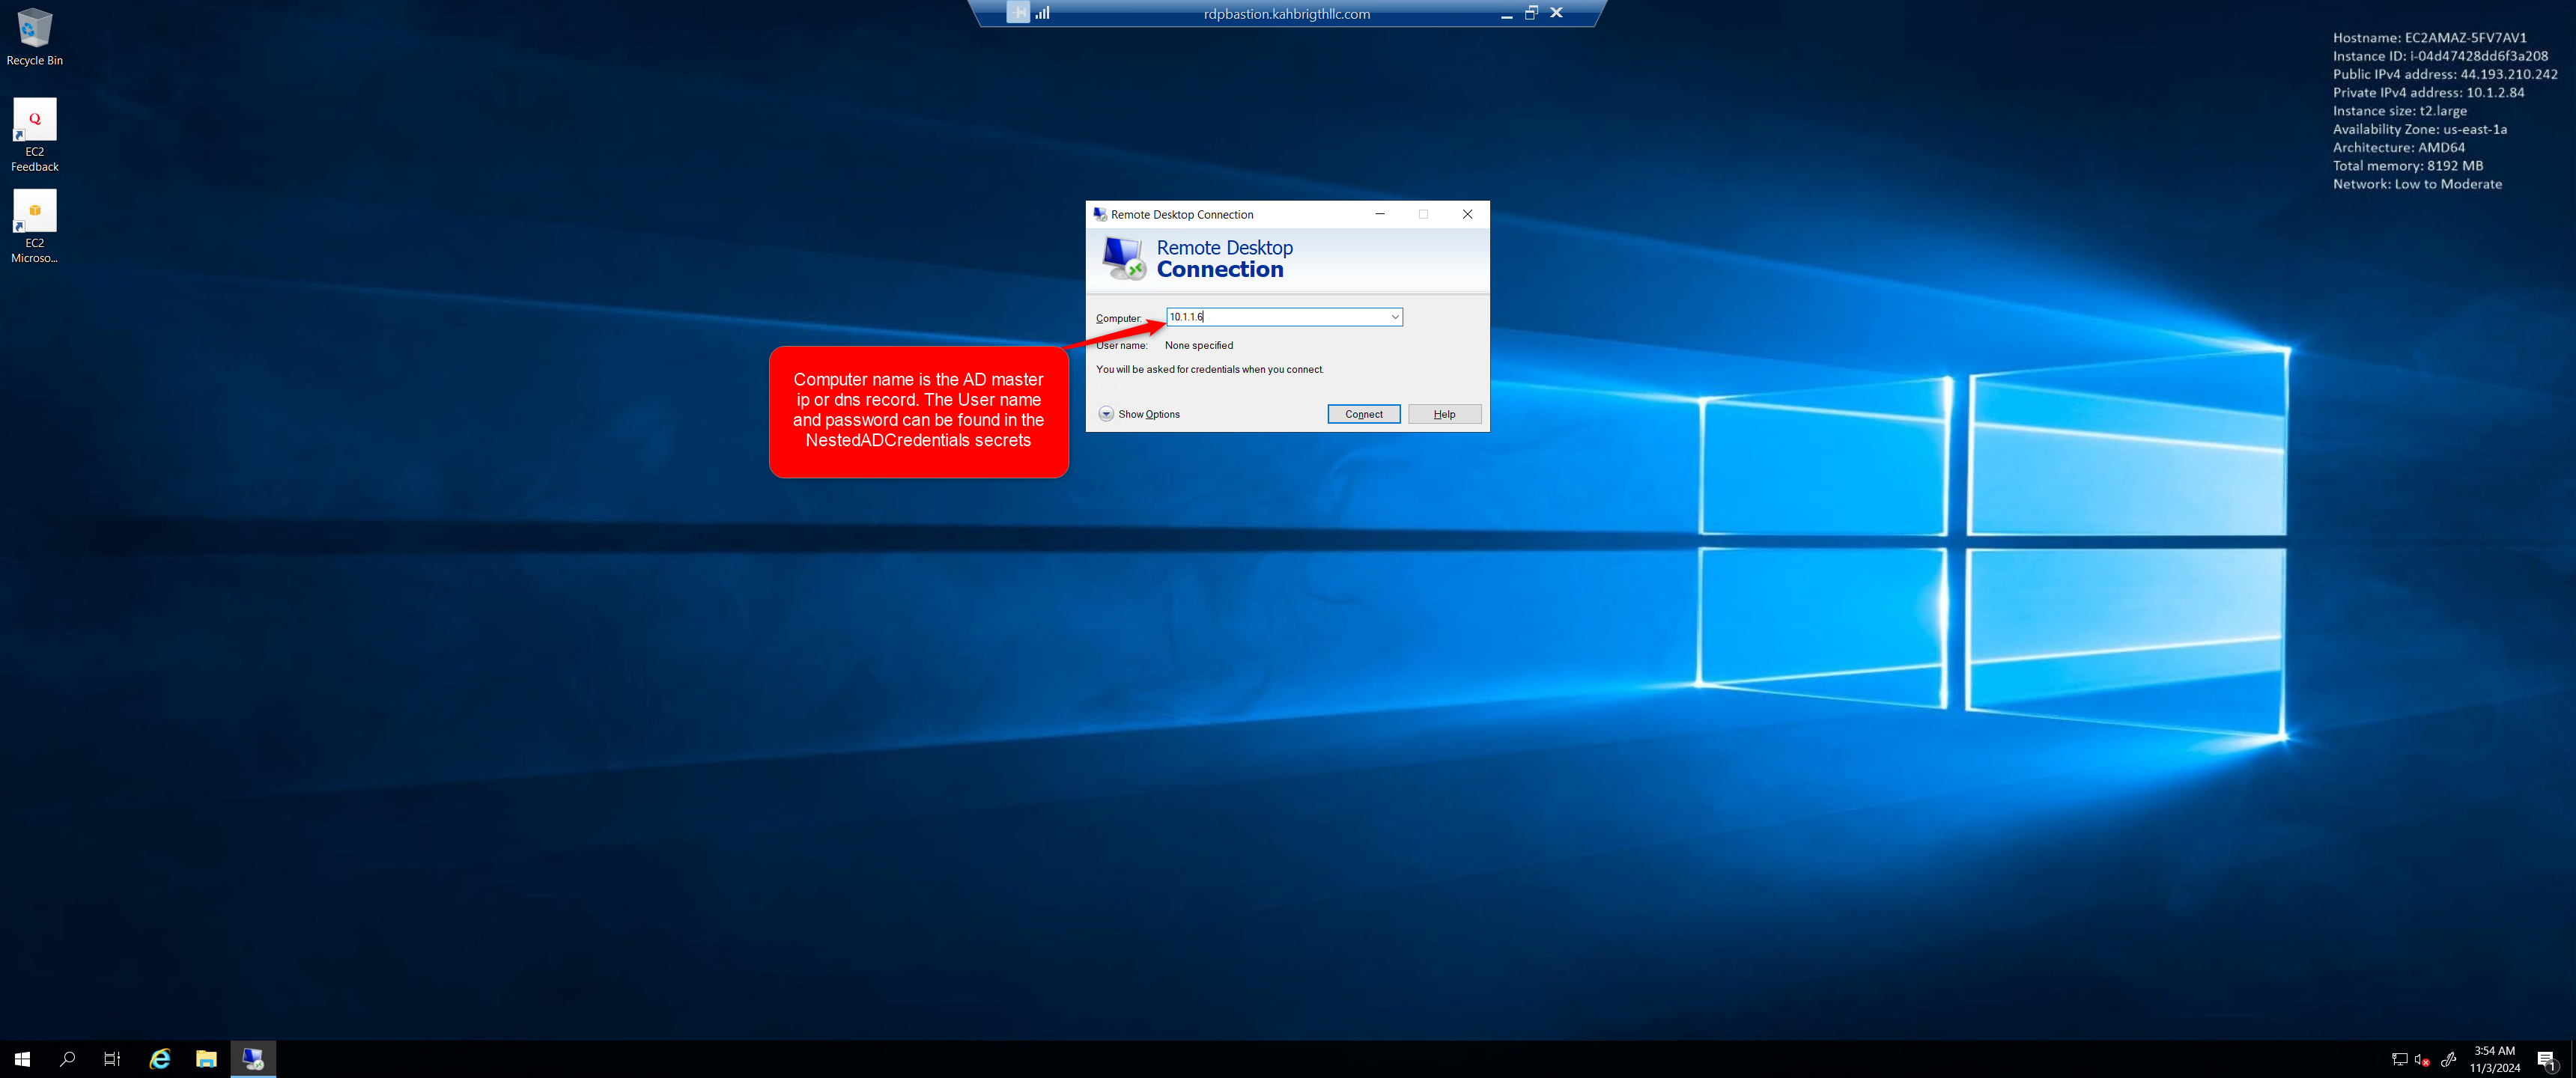 rdpbastion.kahbrigthllc.com
Recycle Bin
EC2
Feedback
EC2
Microso...
Hostname: EC2AMAZ-5FV7AV1
Instance ID: i-04d47428dd6f3a208
Public IPv4 address: 44.193.210.242
Private IPv4 address: 10.1.2.84
Instance size: t2.large
Availability Zone: us-east-1a
Architecture: AMD64
Total memory: 8192 MB
Network: Low to Moderate
Remote Desktop Connection
Remote Desktop
Connection
Computer: 10.1.1.6
User name: None specified
You will be asked for credentials when you connect.
Show Options
Connect
Help
Computer name is the AD master
ip or dns record. The User name
and password can be found in the
NestedADCredentials secrets
3:54 AM
11/3/2024
1